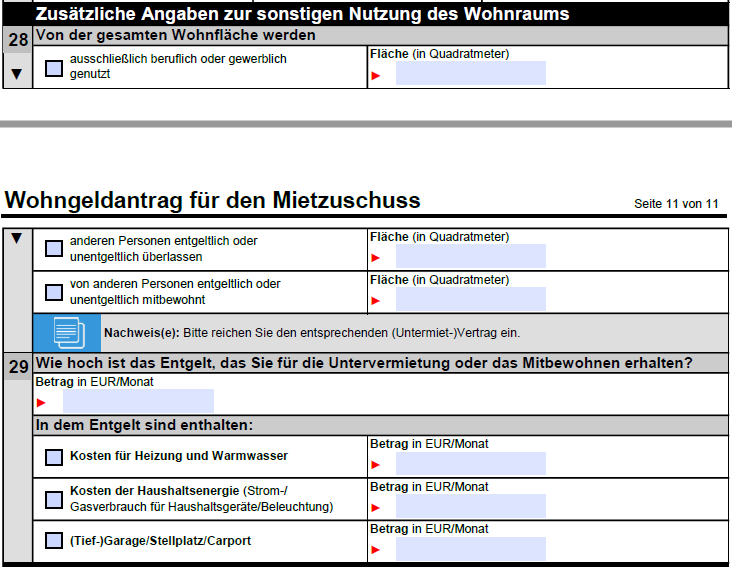 Zusätzliche Angaben zur sonstigen Nutzung des Wohnraums
28 Von der gesamten Wohnfläche werden
ausschließlich beruflich oder gewerblich
genutzt
Fläche (in Quadratmeter)
Wohngeldantrag für den Mietzuschuss
Seite 11 von 11
anderen Personen entgeltlich oder
unentgeltlich überlassen
Fläche (in Quadratmeter)
von anderen Personen entgeltlich oder
unentgeltlich mitbewohnt
Fläche (in Quadratmeter)
Nachweis(e): Bitte reichen Sie den entsprechenden (Untermiet-)Vertrag ein.
29 Wie hoch ist das Entgelt, das Sie für die Untervermietung oder das Mitbewohnen erhalten?
Betrag in EUR/Monat
In dem Entgelt sind enthalten:
Kosten für Heizung und Warmwasser
Betrag in EUR/Monat
Kosten der Haushaltsenergie (Strom-/
Gasverbrauch für Haushaltsgeräte/Beleuchtung)
Betrag in EUR/Monat
(Tief-)Garage/Stellplatz/Carport
Betrag in EUR/Monat